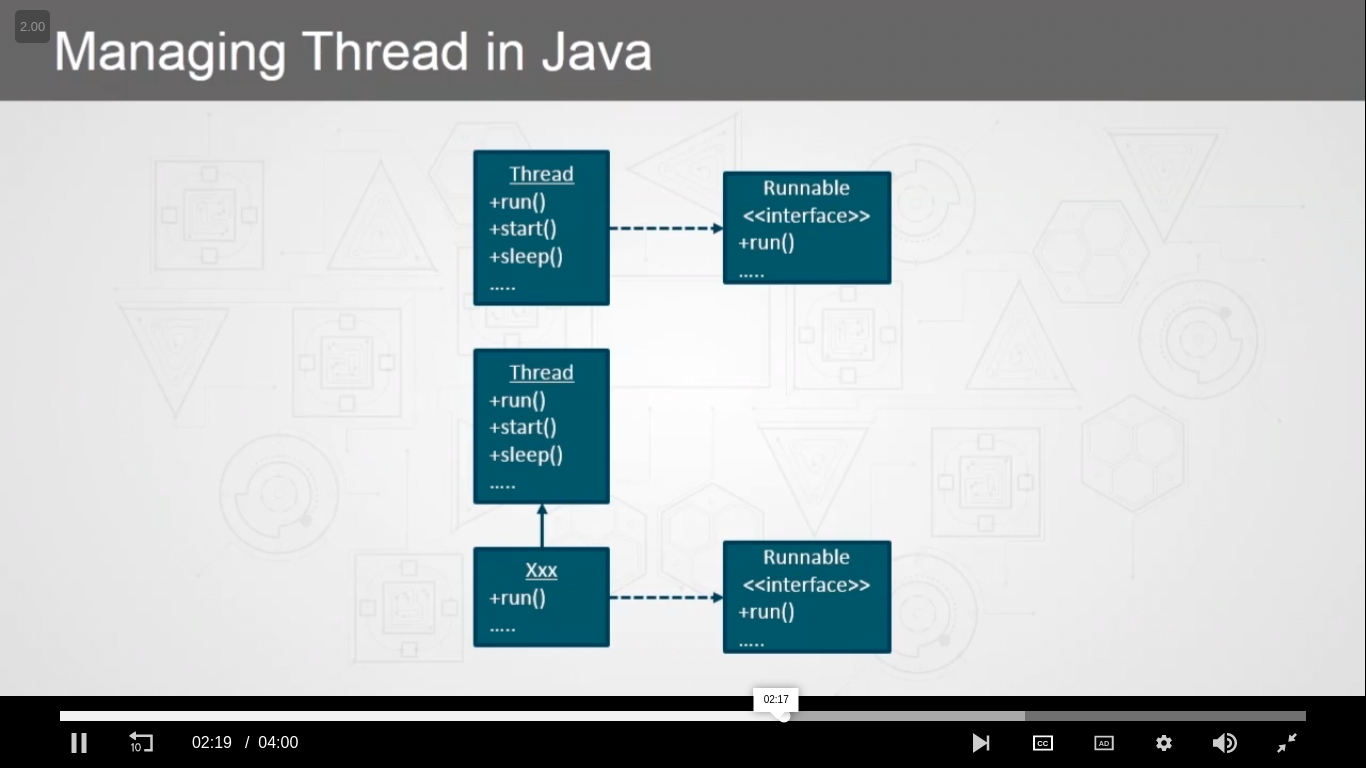 2.00
Managing Thread in Java
Thread
+run()
+start()
+sleep()
.....
Runnable
<<interface>>
+run()
.....
Thread
+run()
+start()
+sleep()
.....
Xxx
+run()
.....
Runnable
<<interface>>
+run()
.....
02:17
10
02:19 / 04:00
CC
AD